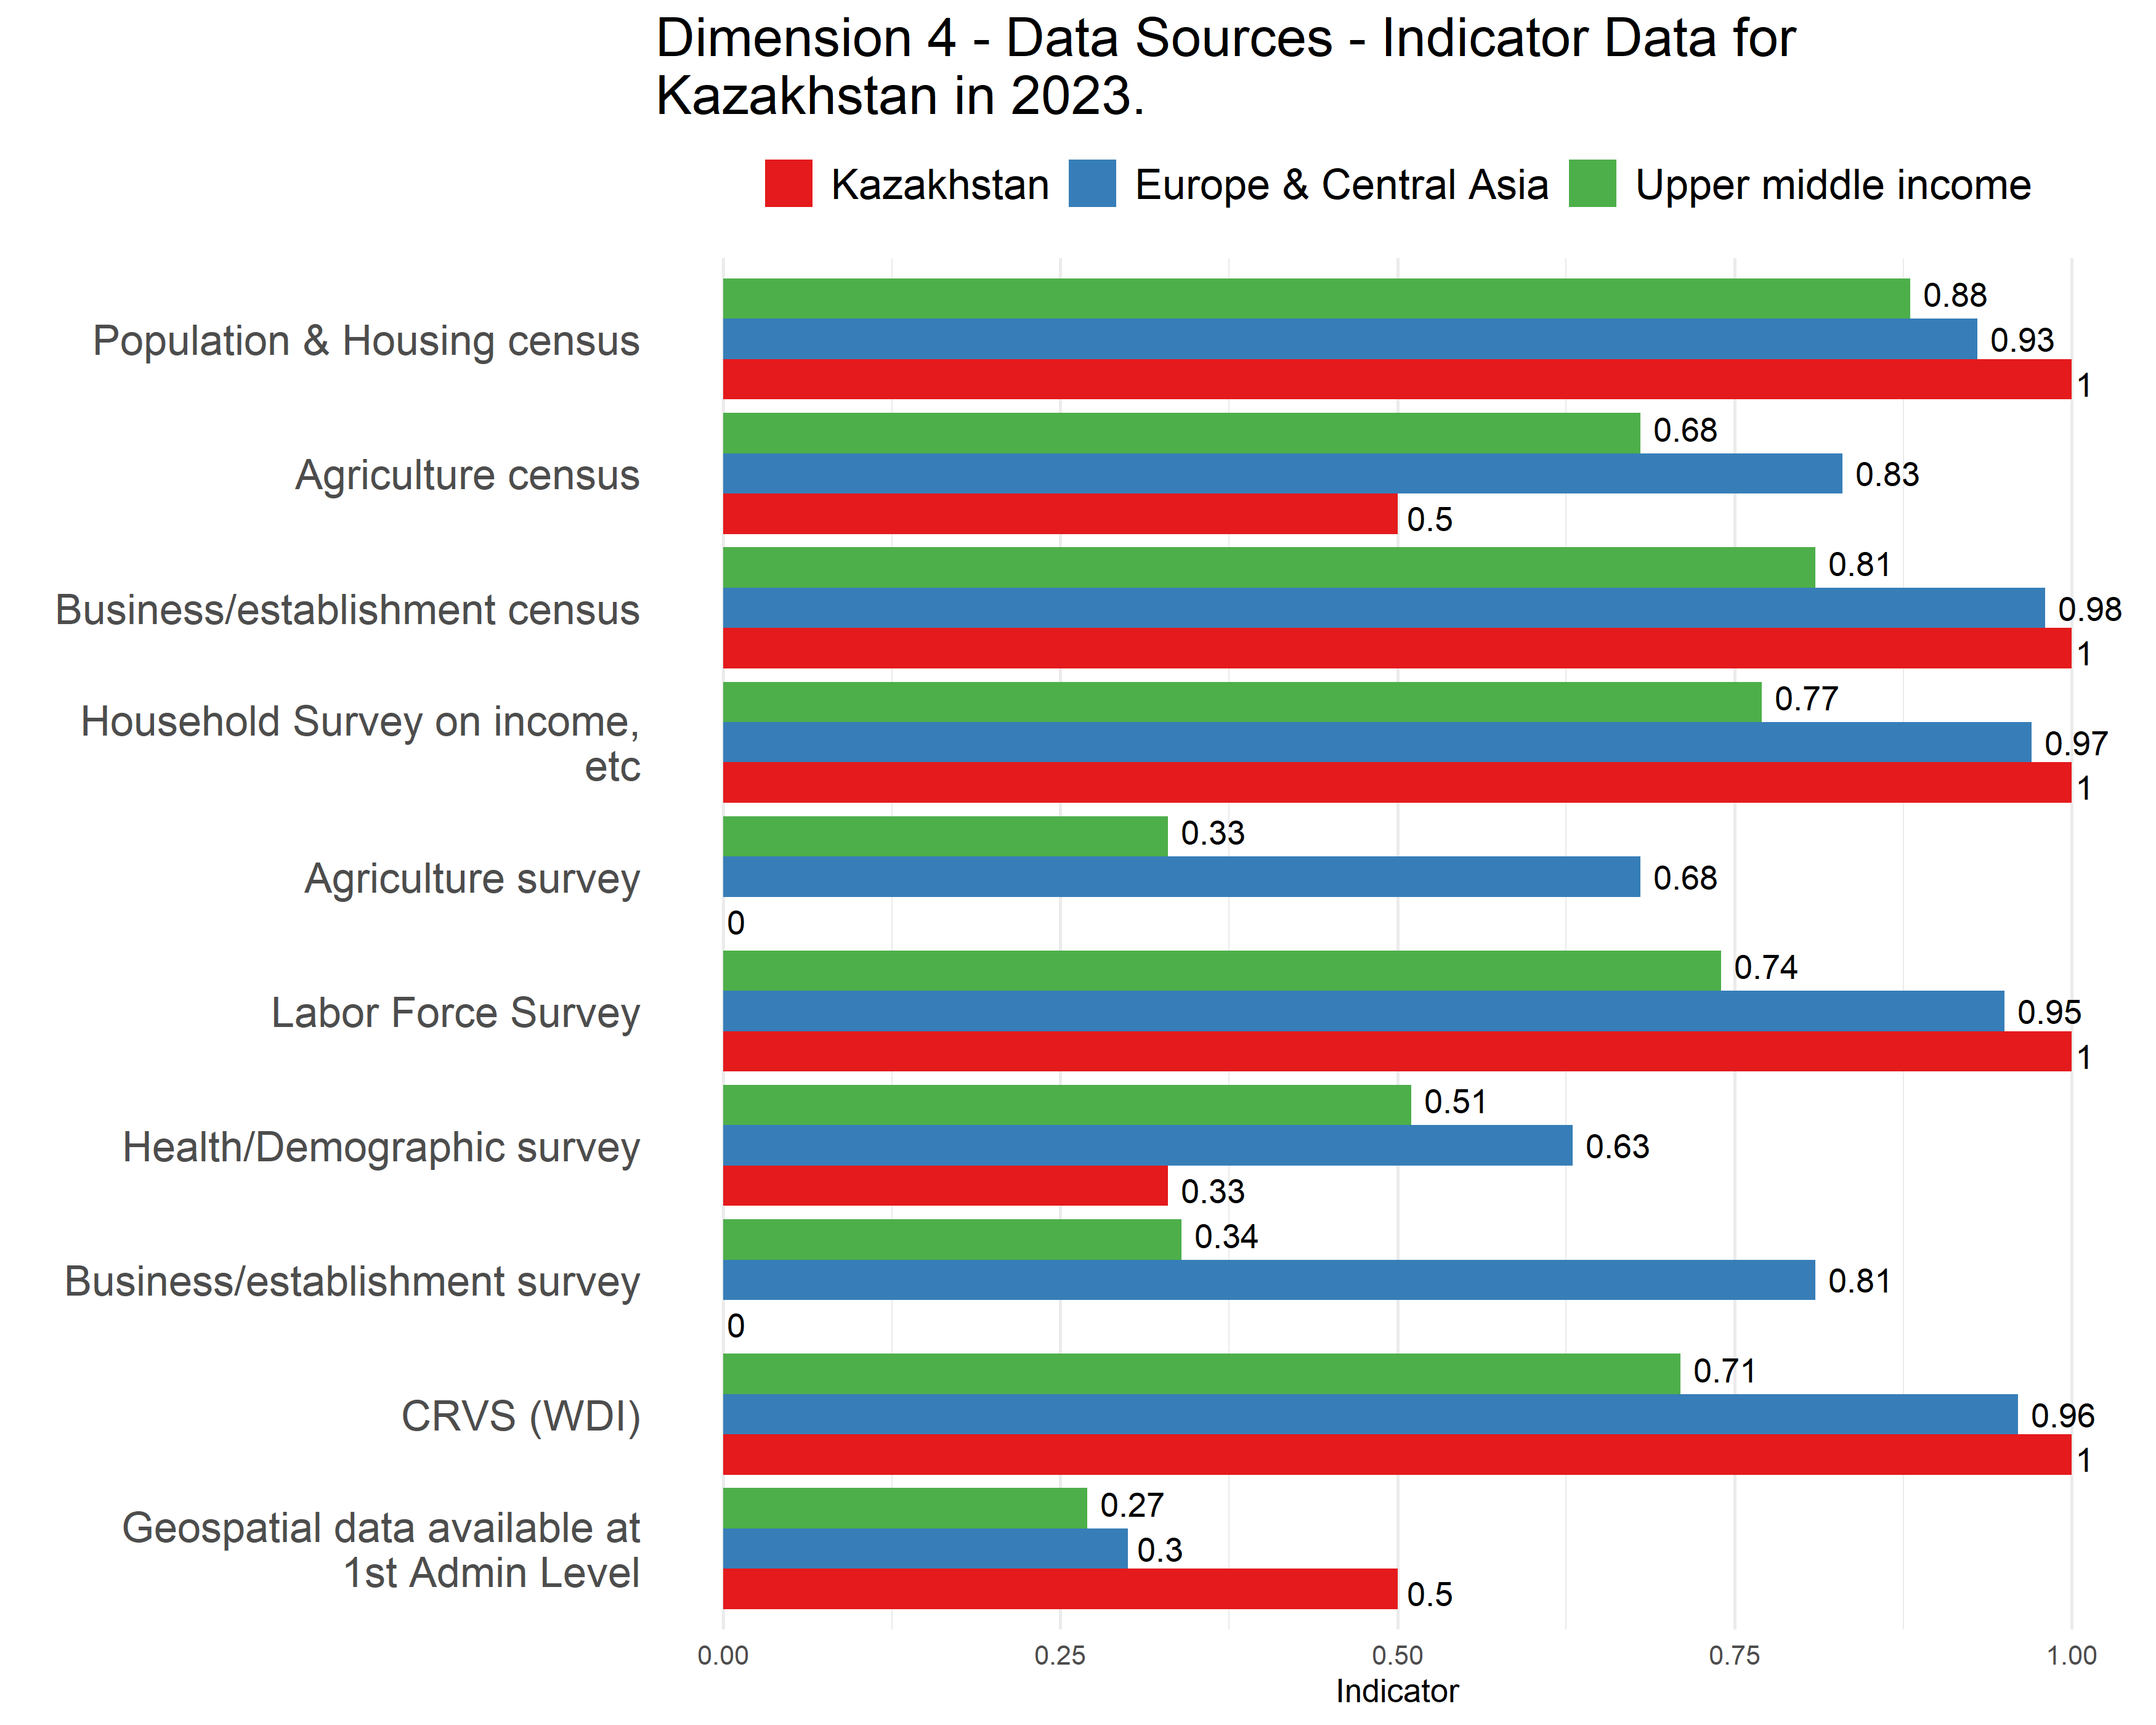 Dimension 4 - Data Sources - Indicator Data for
Kazakhstan in 2023.
Kazakhstan Europe & Central Asia Upper middle income
0.88
Population & Housing census 0.93
1
0.68
Agriculture census 0.83
0.5
0.81
Business/establishment census 0.98
1
0.77
Household Survey on income,
etc
0.97
1
0.33
Agriculture survey 0.68
0
0.74
Labor Force Survey 0.95
1
0.51
Health/Demographic survey 0.63
0.33
0.34
Business/establishment survey 0.81
0
0.71
CRVS (WDI) 0.96
1
0.27
Geospatial data available at
1st Admin Level
0.3
0.5
0.00 0.25 0.50 0.75 1.00
Indicator